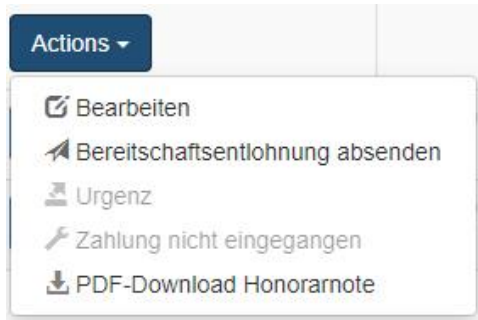 Actions
Bearbeiten
Bereitschaftsentlohnung absenden
Urgenz
Zahlung nicht eingegangen
PDF-Download Honorarnote